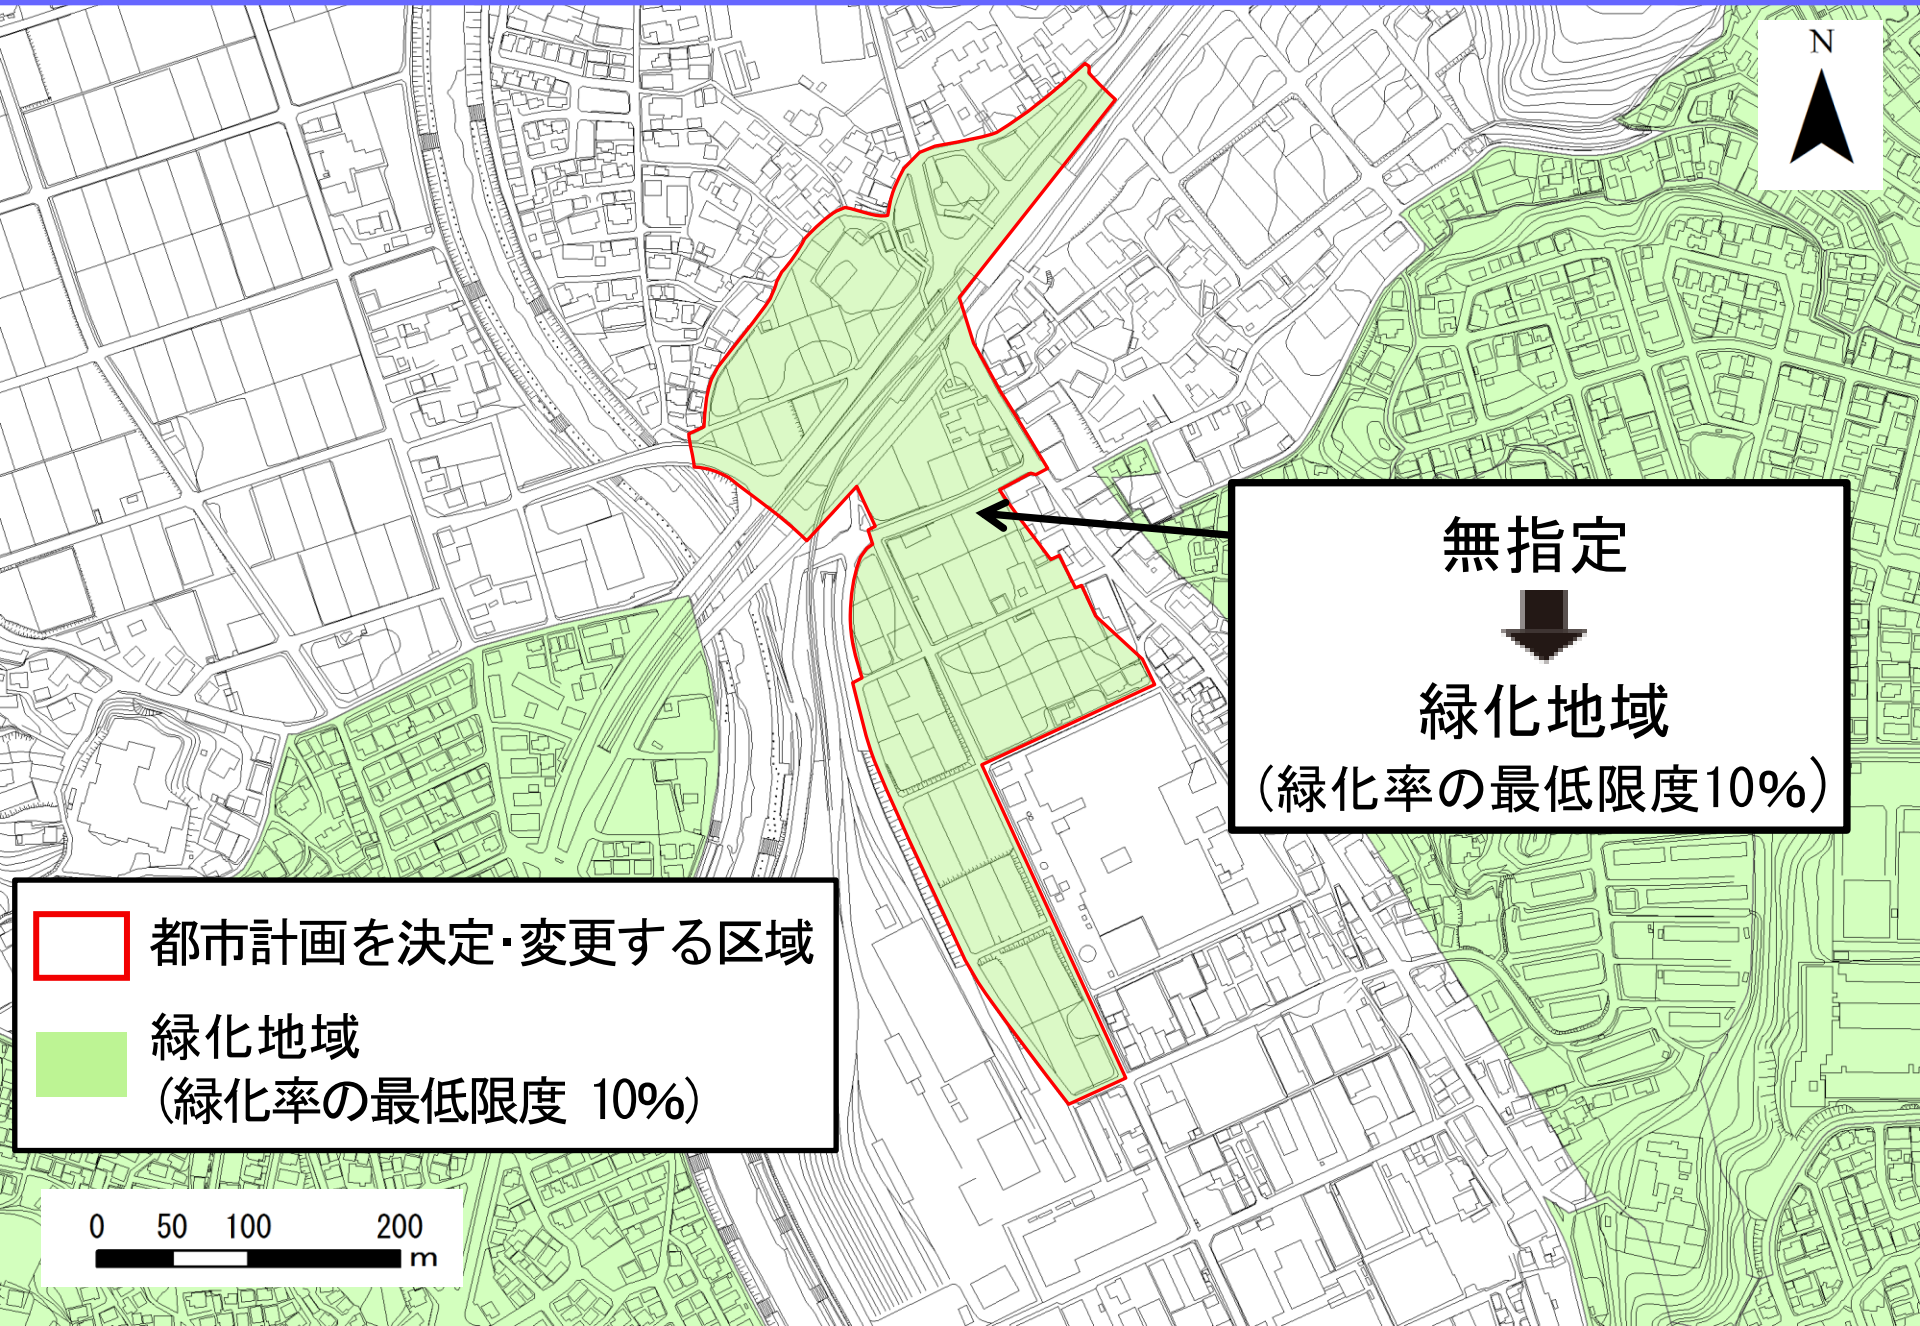 N
無指定
緑化地域
(緑化率の最低限度10%)
都市計画を決定・変更する区域
緑化地域
(緑化率の最低限度 10%)
0 50 100 200
m